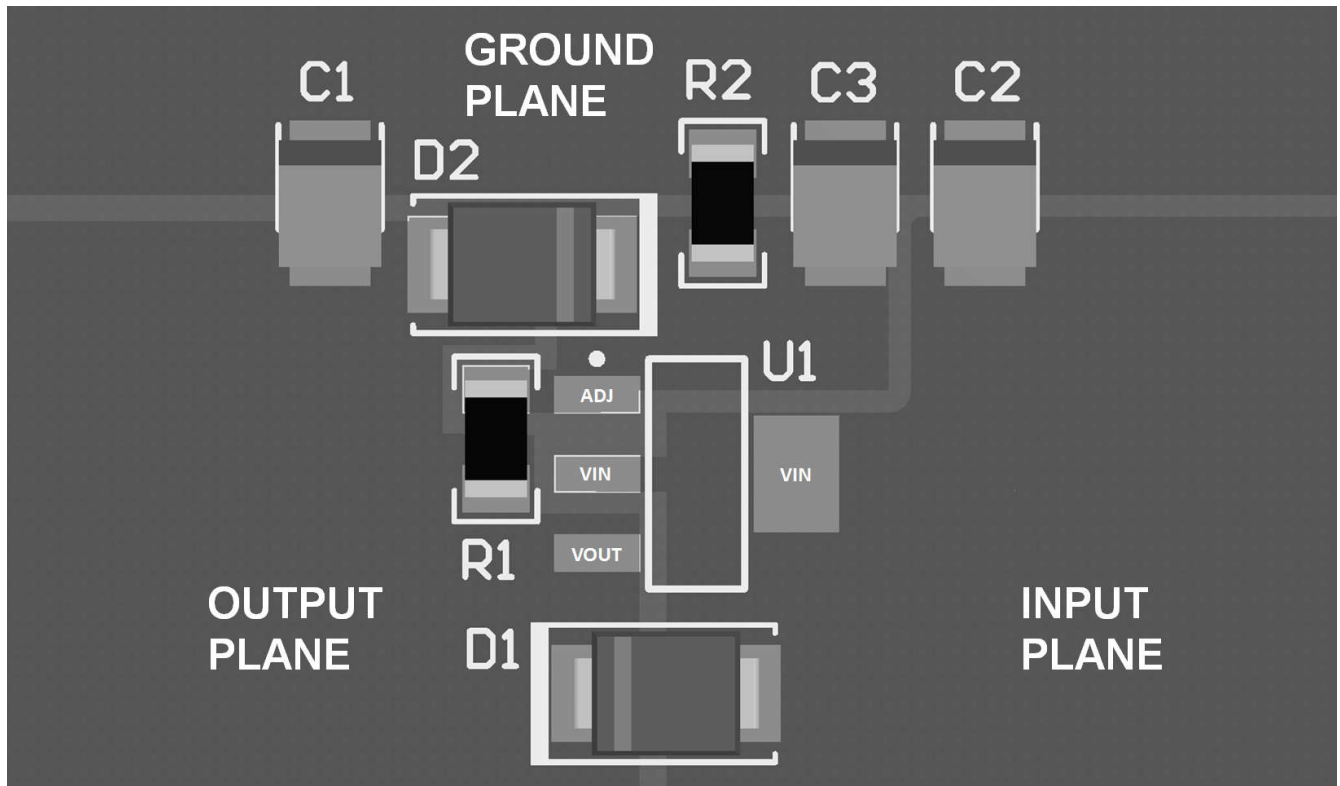 GROUND
PLANE
C1
R2
C3
C2
D2
U1
ADJ
VIN
VIN
VOUT
R1
OUTPUT
PLANE
INPUT
PLANE
D1